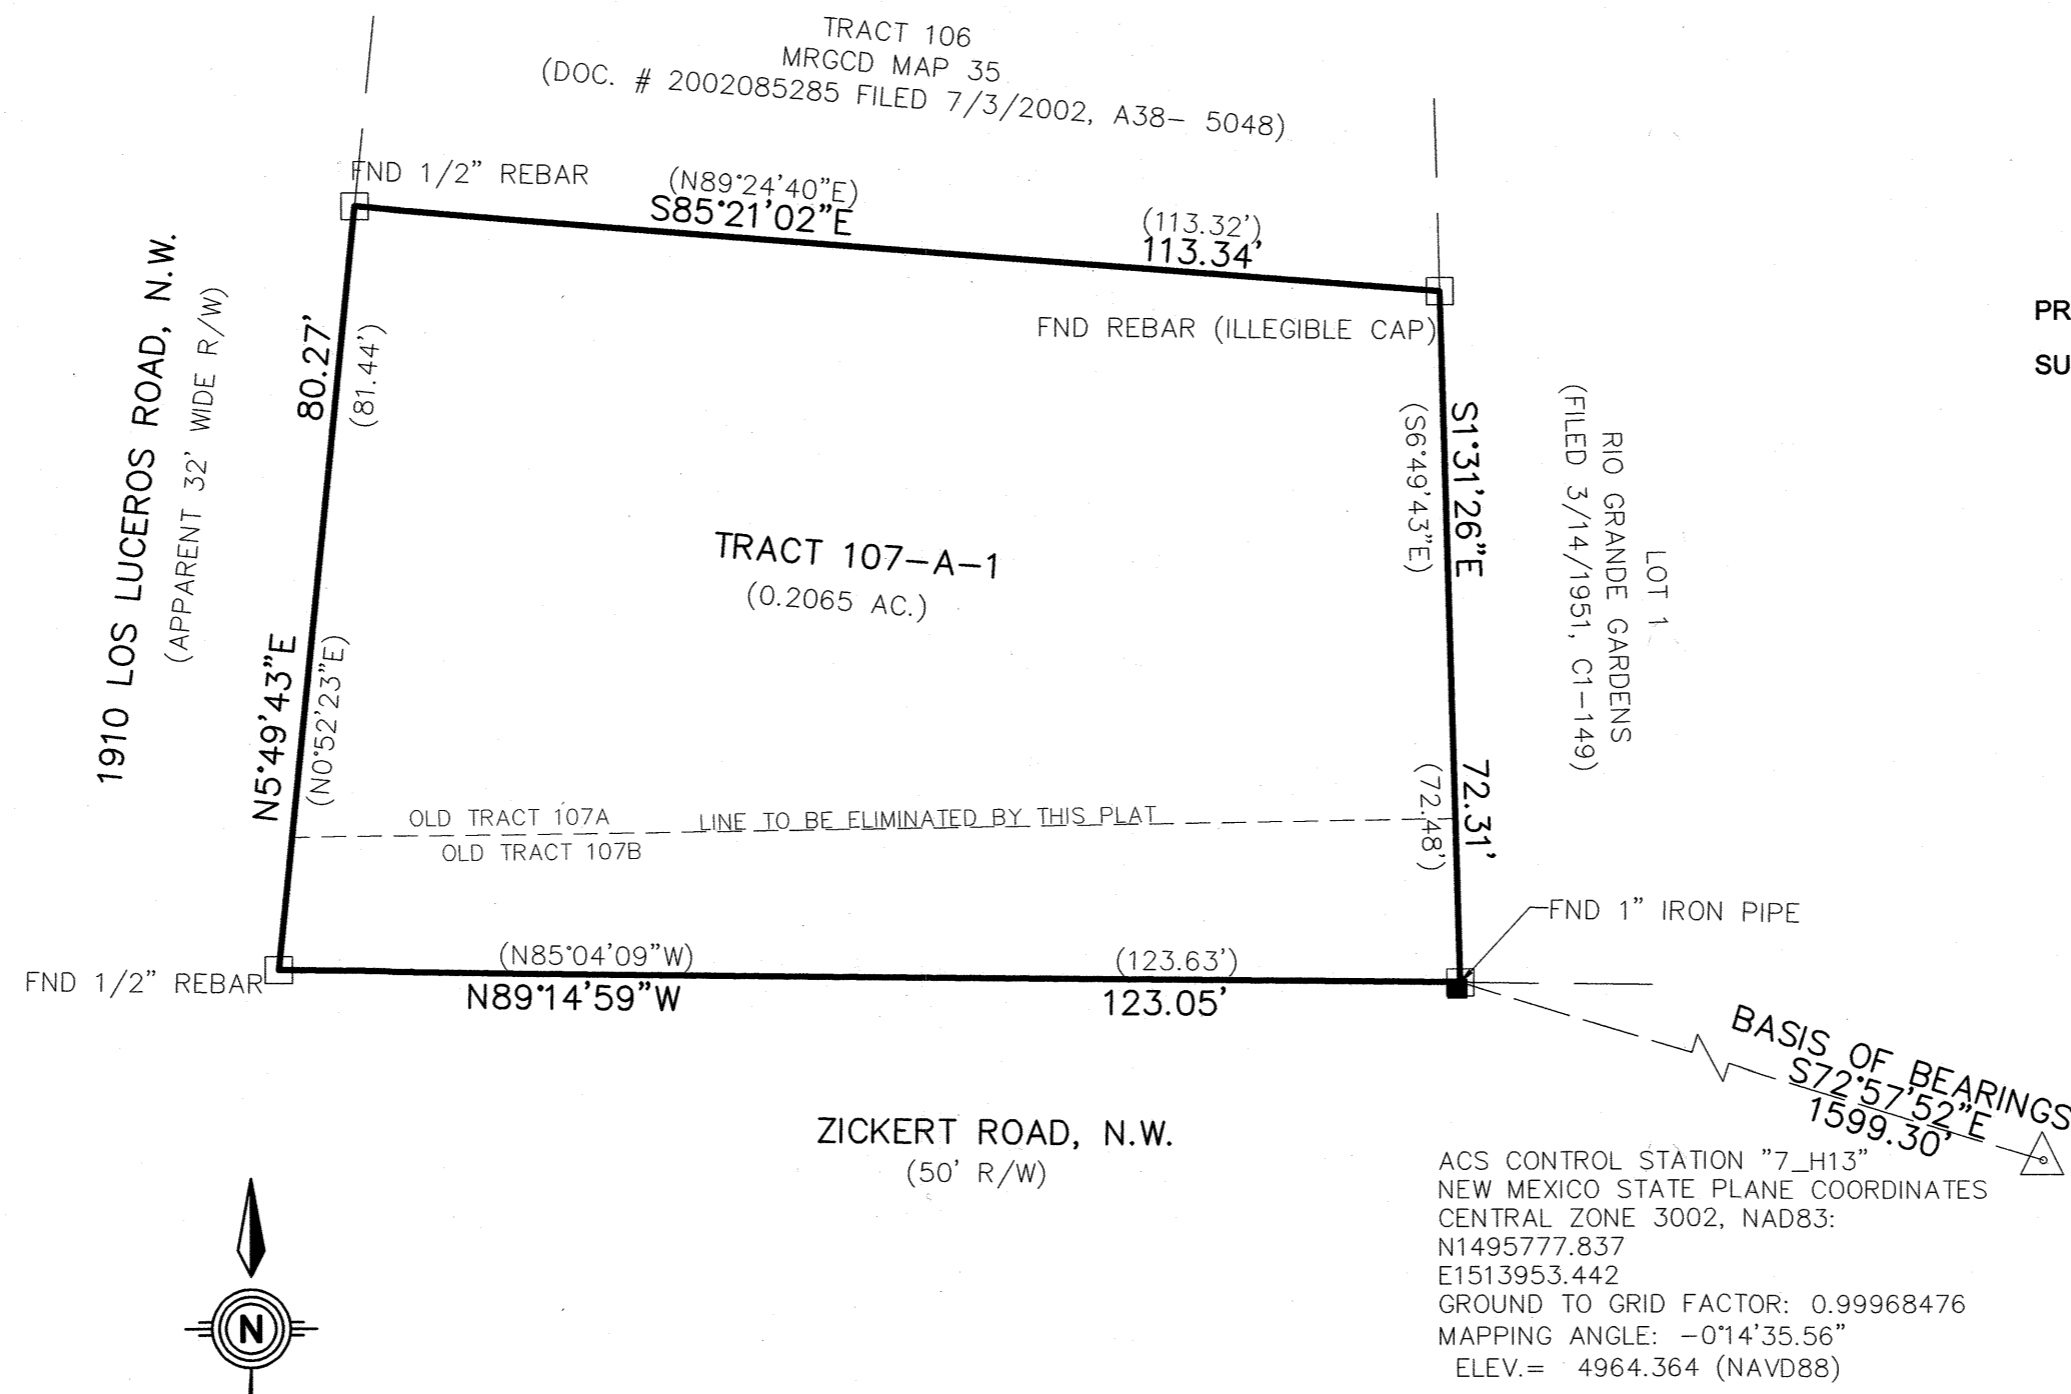 TRACT 106
MRGCD MAP 35
(DOC. # 2002085285 FILED 7/3/2002, A38- 5048)
FND 1/2" REBAR
(N89°24'40"E)
S85°21'02"E
(113.32')
113.34'
FND REBAR (ILLEGIBLE CAP)
PR
SU
1910 LOS LUCEROS ROAD, N.W.
(APPARENT 32' WIDE R/W)
80.27'
(81.44')
N5°49'43"E
(N0°52'23"E)
S1°31'26"E
(S6°49'43"E)
72.31'
(72.48')
LOT 1
RIO GRANDE GARDENS
(FILED 3/14/1951, C1-149)
TRACT 107-A-1
(0.2065 AC.)
OLD TRACT 107A
LINE TO BE ELIMINATED BY THIS PLAT
OLD TRACT 107B
FND 1" IRON PIPE
FND 1/2" REBAR
(N85°04'09"W)
N89°14'59"W
(123.63')
123.05'
BASIS OF BEARINGS
S72°57'52"E
1599.30'
ZICKERT ROAD, N.W.
(50' R/W)
ACS CONTROL STATION "7_H13"
NEW MEXICO STATE PLANE COORDINATES
CENTRAL ZONE 3002, NAD83:
N1495777.837
E1513953.442
GROUND TO GRID FACTOR: 0.99968476
MAPPING ANGLE: -0°14'35.56"
ELEV.= 4964.364 (NAVD88)
N